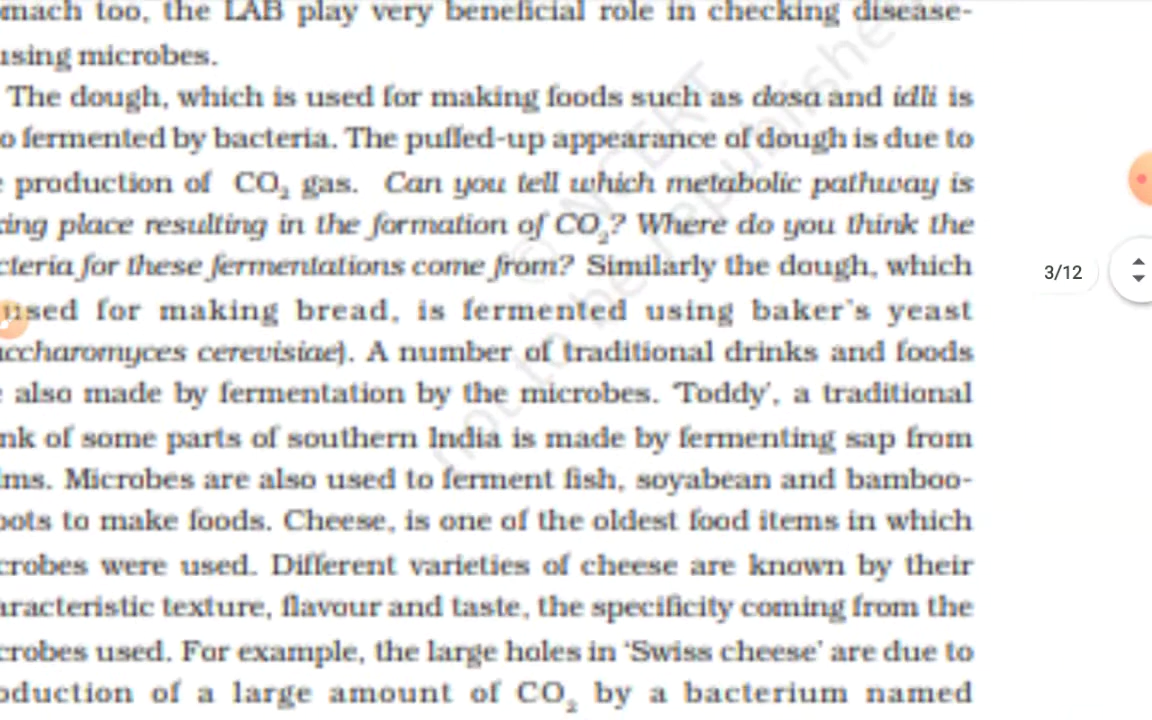 mach too, the LAB play very beneficial role in checking disease-
using microbes.
The dough, which is used for making foods such as dosa and idli is
o fermented by bacteria. The puffed-up appearance of dough is due to
e production of CO₂ gas. Can you tell which metabolic pathway is
king place resulting in the formation of CO₂? Where do you think the
cteria for these fermentations come from? Similarly the dough, which
used for making bread, is fermented using baker's yeast
accharomyces cerevisiae). A number of traditional drinks and foods
e also made by fermentation by the microbes. 'Toddy', a traditional
nk of some parts of southern India is made by fermenting sap from
lms. Microbes are also used to ferment fish, soyabean and bamboo-
oots to make foods. Cheese, is one of the oldest food items in which
crobes were used. Different varieties of cheese are known by their
aracteristic texture, flavour and taste, the specificity coming from the
crobes used. For example, the large holes in 'Swiss cheese' are due to
oduction of a large amount of CO₂ by a bacterium named
© NCERT
not to be republishe
3/12